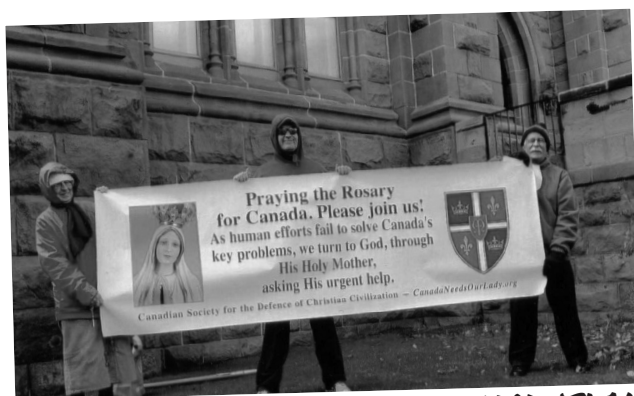 Praying the Rosary
for Canada. Please join us!
As human efforts fail to solve Canada's
key problems, we turn to God, through
His Holy Mother,
asking His urgent help.
Canadian Society for the Defence of Christian Civilization – CanadaNeedsOurLady.org